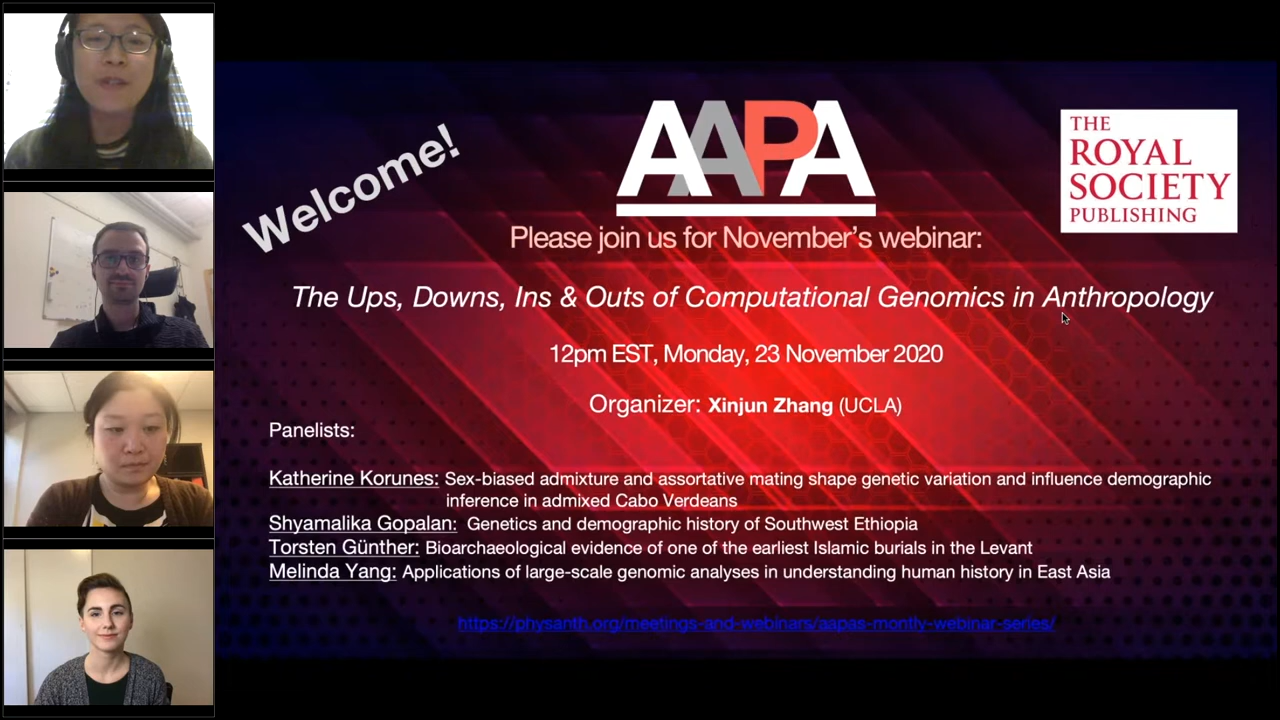 Welcome!
AAPA
THE
ROYAL
SOCIETY
PUBLISHING
Please join us for November's webinar:
The Ups, Downs, Ins & Outs of Computational Genomics in Anthropology
12pm EST, Monday, 23 November 2020
Organizer: Xinjun Zhang (UCLA)
Panelists:
Katherine Korunes: Sex-biased admixture and assortative mating shape genetic variation and influence demographic
inference in admixed Cabo Verdeans
Shyamalika Gopalan: Genetics and demographic history of Southwest Ethiopia
Torsten Günther: Bioarchaeological evidence of one of the earliest Islamic burials in the Levant
Melinda Yang: Applications of large-scale genomic analyses in understanding human history in East Asia
https://physanth.org/meetings-and-webinars/aapas-montly-webinar-series/